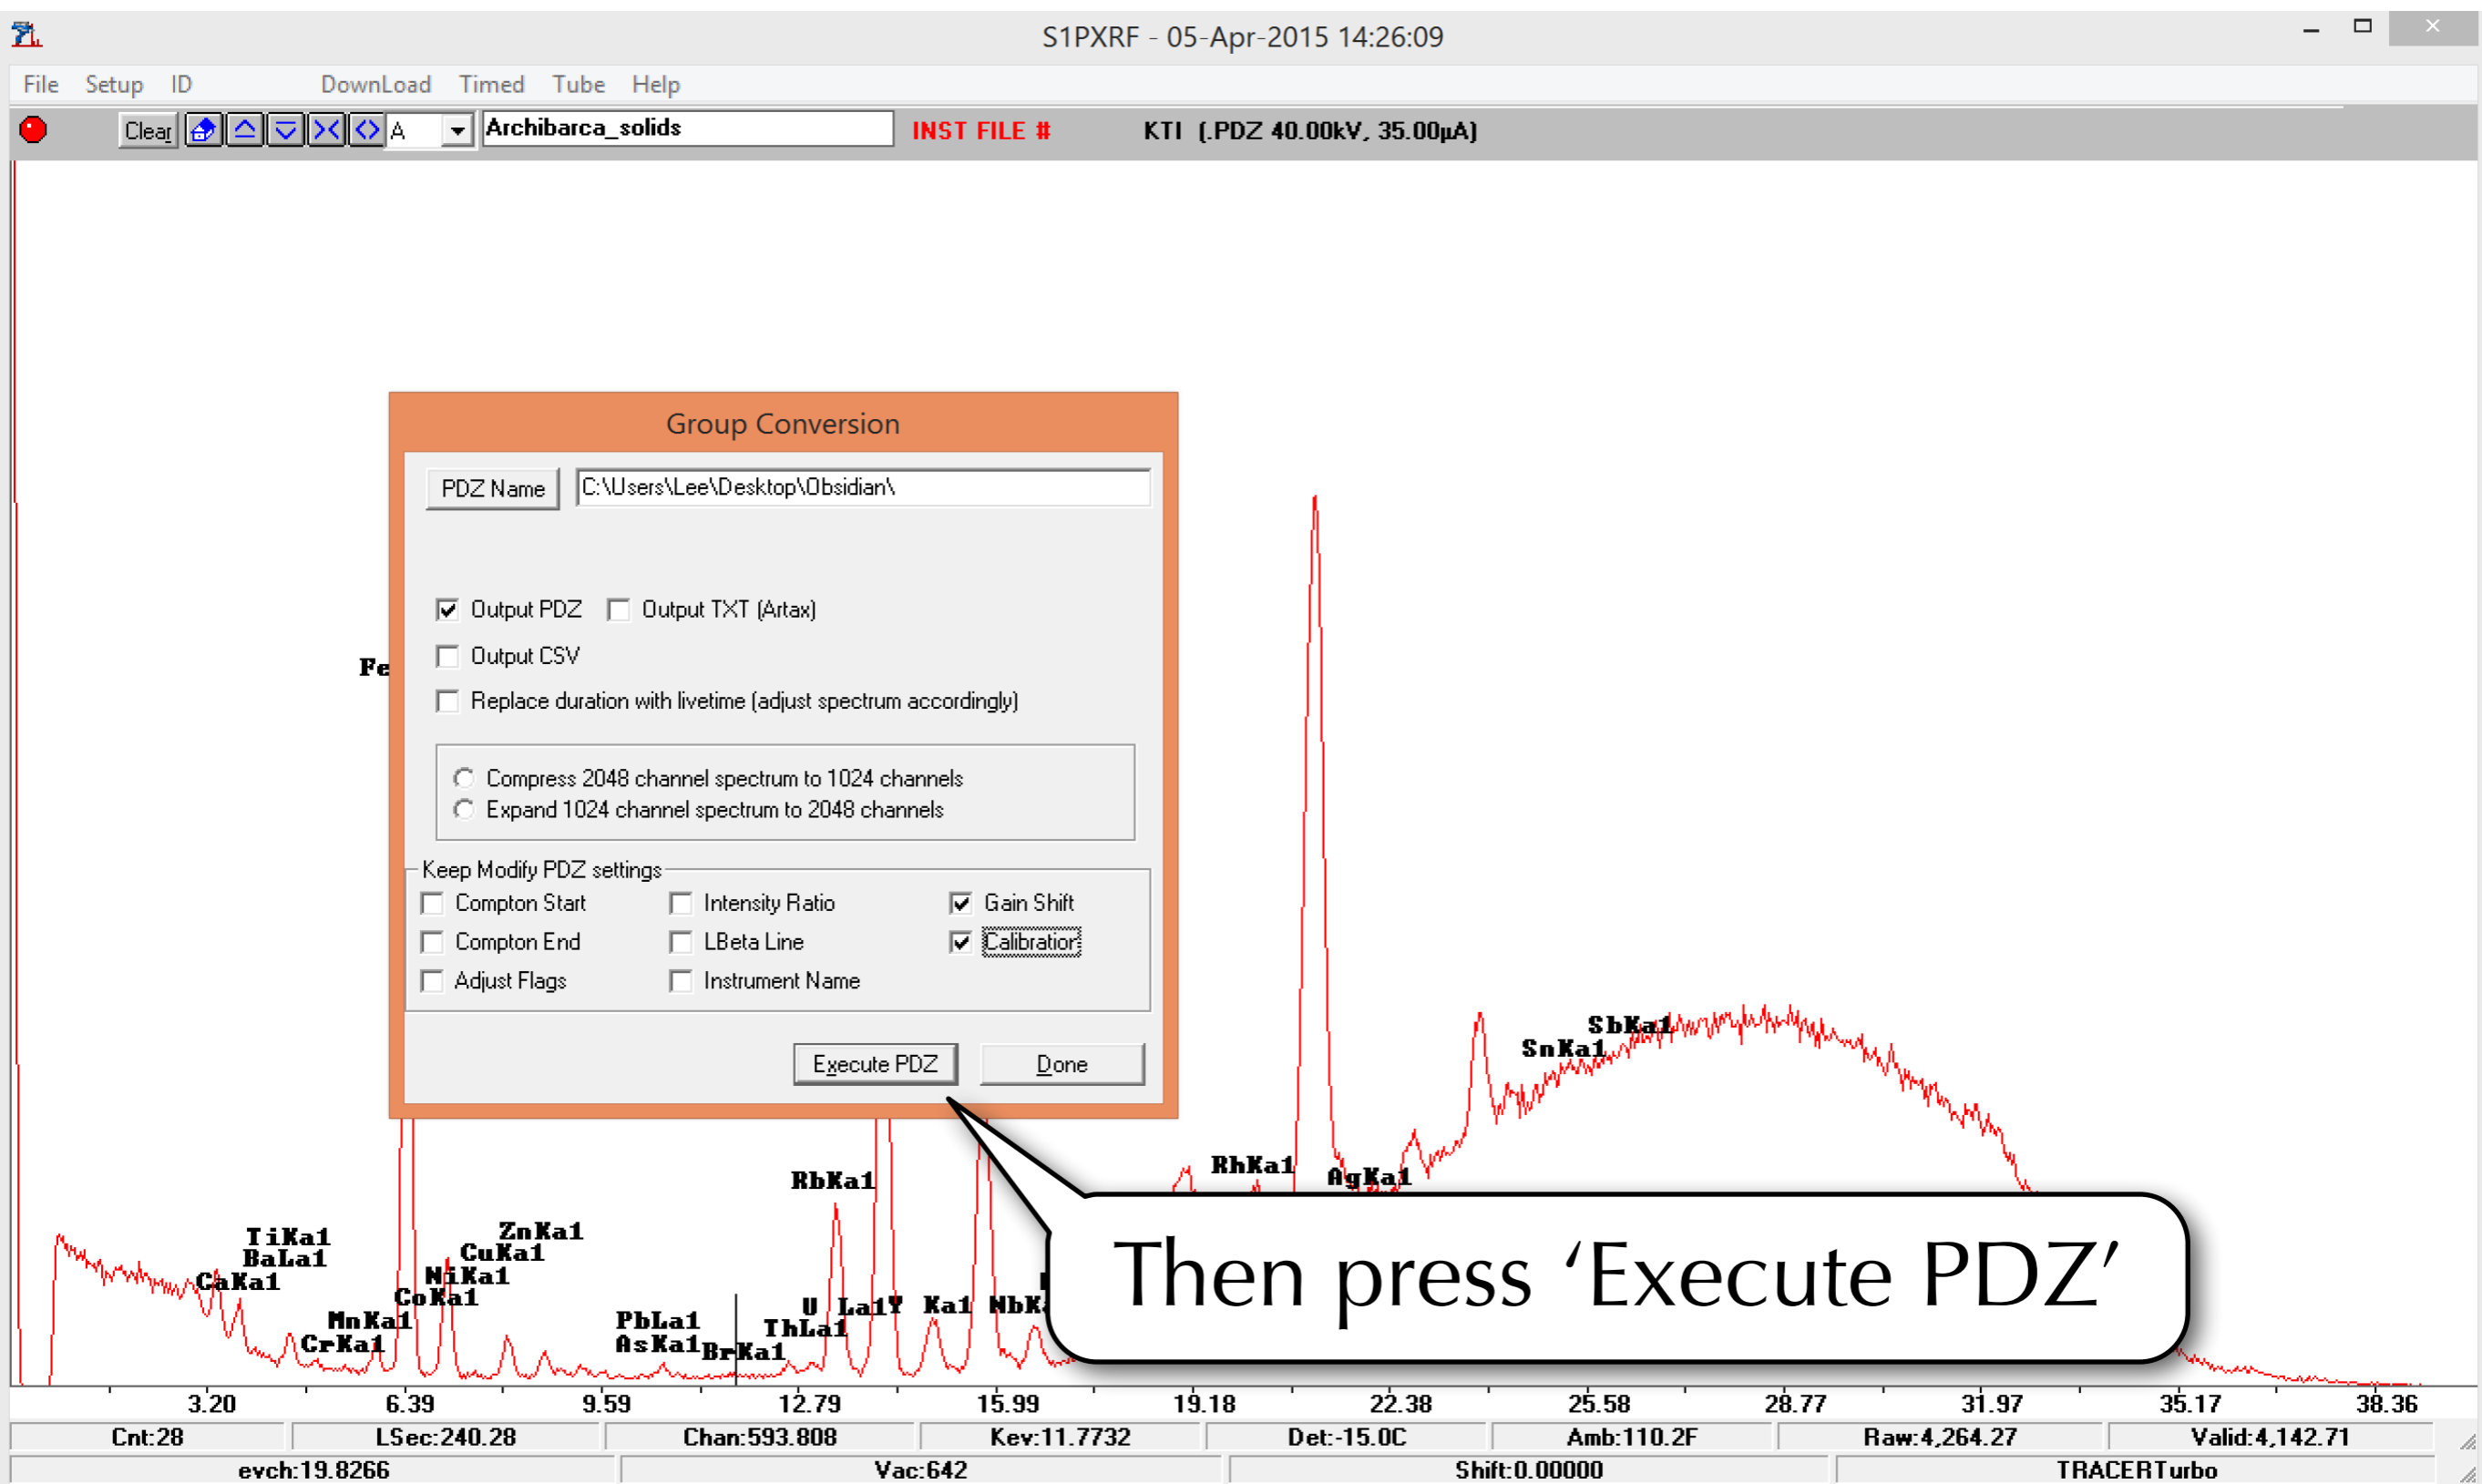 S1PXRF - 05-Apr-2015 14:26:09
File Setup ID DownLoad Timed Tube Help
Clear A Archibarca_solids INST FILE # KTI (.PDZ 40.00kV, 35.00µA)
Group Conversion
PDZ Name C:\Users\Lee\Desktop\Obsidian\
Output PDZ Output TXT (Artax)
Output CSV
Fe
Replace duration with livetime (adjust spectrum accordingly)
Compress 2048 channel spectrum to 1024 channels
Expand 1024 channel spectrum to 2048 channels
Keep Modify PDZ settings
Compton Start Intensity Ratio Gain Shift
Compton End LBeta Line Calibration
Adjust Flags Instrument Name
Execute PDZ Done
SbKa1
SnKa1
RhKa1
AgKa1
RbKa1
TiKa1
BaLa1
CaKa1
ZnKa1
CuKa1
NiKa1
CoKa1
MnKa1
CrKa1
PbLa1
AsKa1
BrKa1
ThLa1
U La1
Y Ka1
NbK
Then press ‘Execute PDZ’
3.20 6.39 9.59 12.79 15.99 19.18 22.38 25.58 28.77 31.97 35.17 38.36
Cnt:28 LSec:240.28 Chan:593.808 Kev:11.7732 Det:-15.0C Amb:110.2F Raw:4,264.27 Valid:4,142.71
evch:19.8266 Vac:642 Shift:0.00000 TRACERTurbo